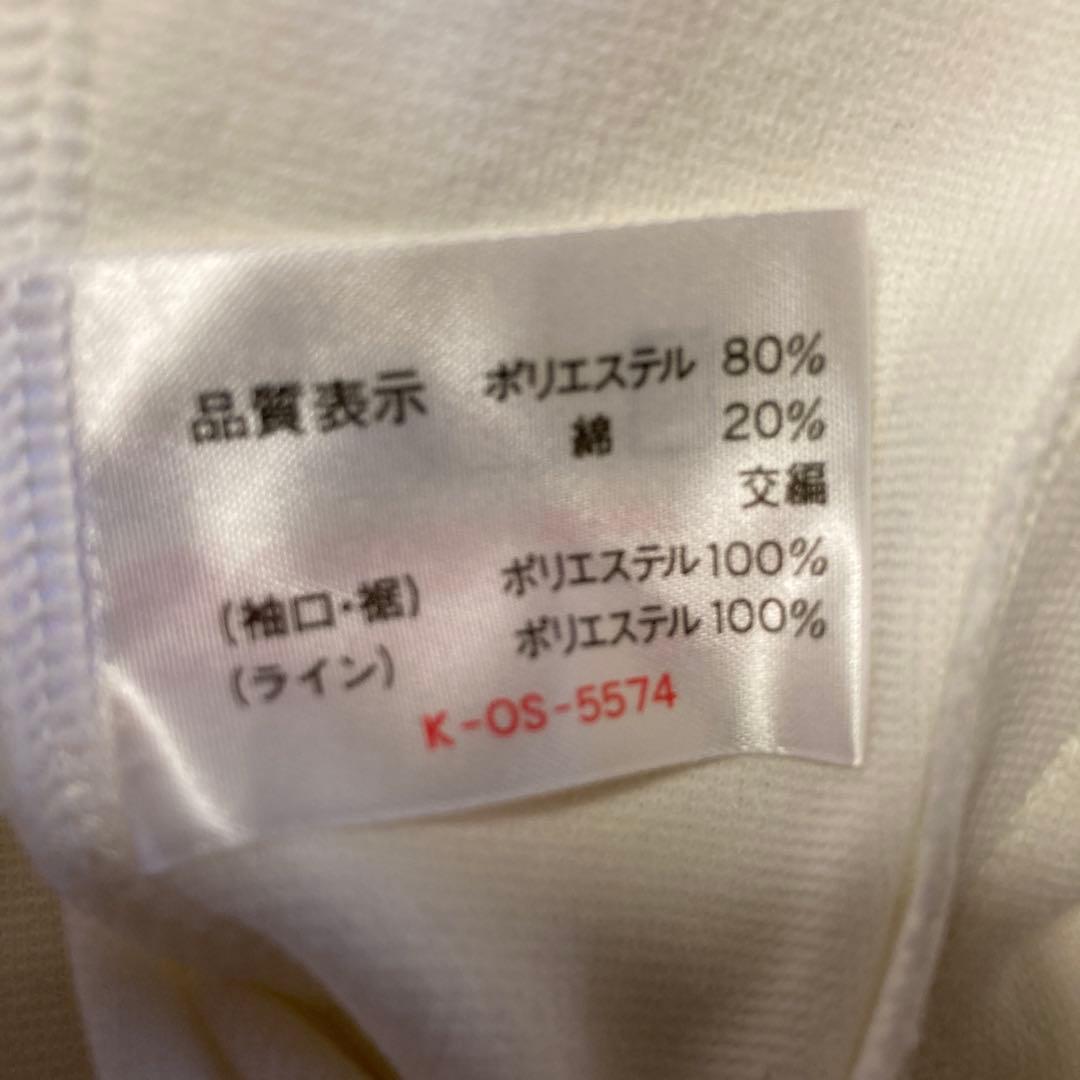 品質表示 ポリエステル 80%
綿 20%
交編
(袖口・裾) ポリエステル 100%
(ライン) ポリエステル 100%
K-OS-5574